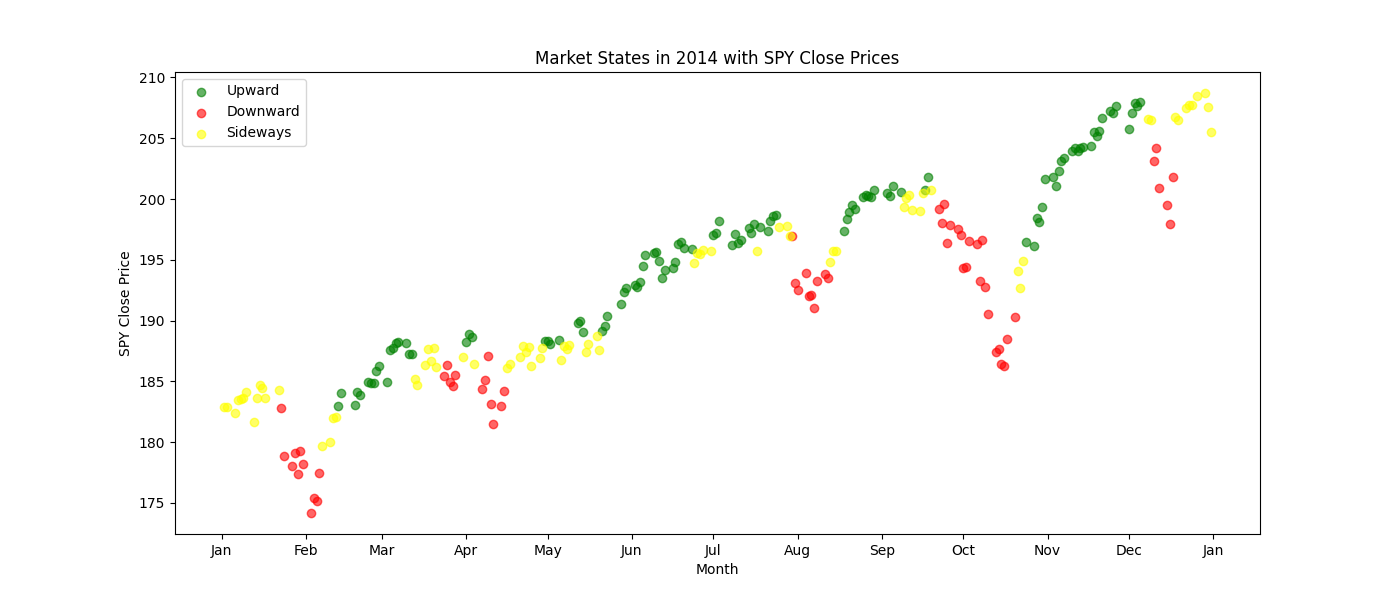 Market States in 2014 with SPY Close Prices
Upward
Downward
Sideways
210
205
200
195
190
185
180
175
SPY Close Price
Jan Feb Mar Apr May Jun Jul Aug Sep Oct Nov Dec Jan
Month